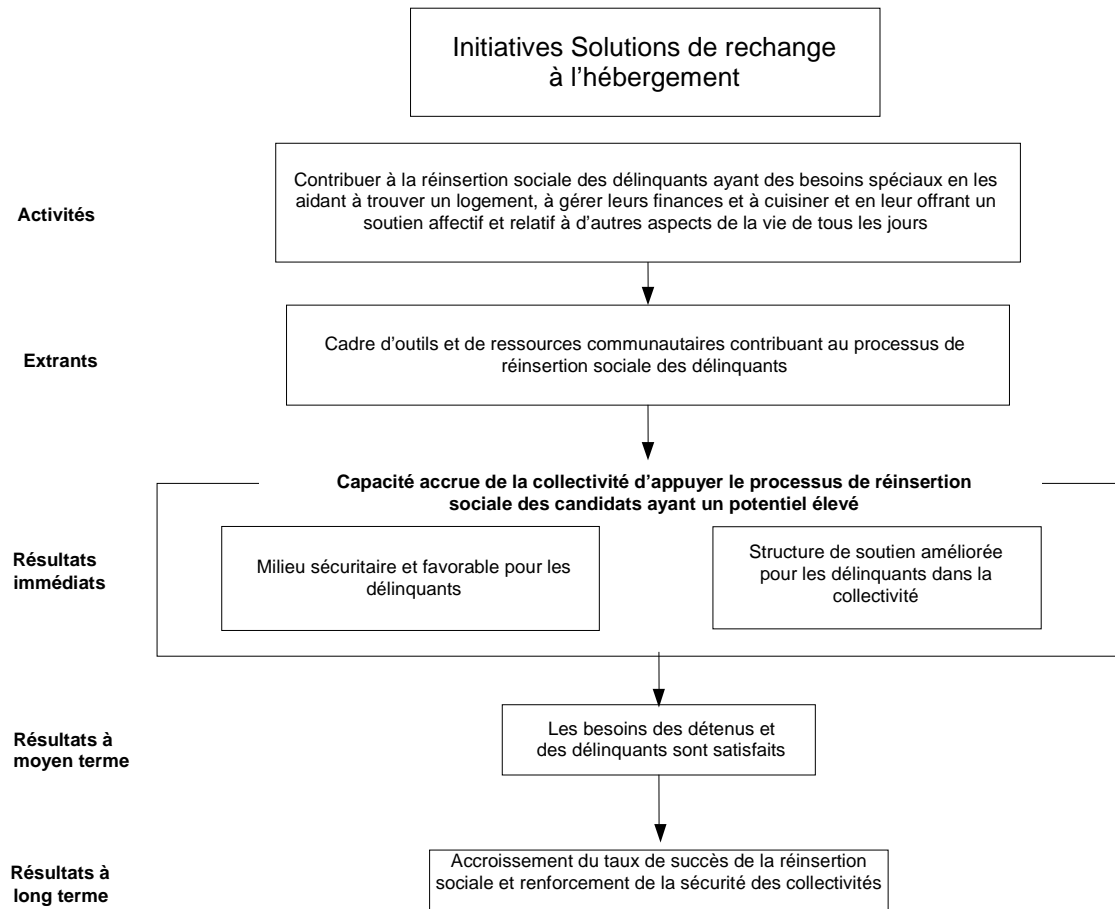 Initiatives Solutions de rechange
à l’hébergement
Activités
Contribuer à la réinsertion sociale des délinquants ayant des besoins spéciaux en les
aidant à trouver un logement, à gérer leurs finances et à cuisiner et en leur offrant un
soutien affectif et relatif à d’autres aspects de la vie de tous les jours
Extrants
Cadre d’outils et de ressources communautaires contribuant au processus de
réinsertion sociale des délinquants
Capacité accrue de la collectivité d’appuyer le processus de réinsertion
sociale des candidats ayant un potentiel élevé
Résultats
immédiats
Milieu sécuritaire et favorable pour les
délinquants
Structure de soutien améliorée
pour les délinquants dans la
collectivité
Résultats à
moyen terme
Les besoins des détenus et
des délinquants sont satisfaits
Résultats à
long terme
Accroissement du taux de succès de la réinsertion
sociale et renforcement de la sécurité des collectivités